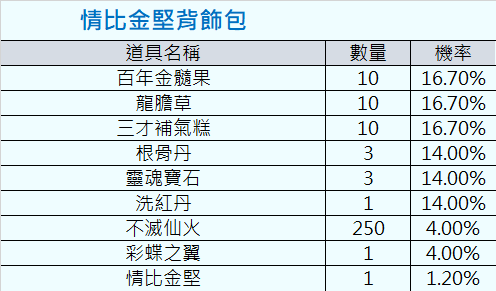 情比金堅背飾包
道具名稱 數量 機率
百年金髓果 10 16.70%
龍膽草 10 16.70%
三才補氣糕 10 16.70%
根骨丹 3 14.00%
靈魂寶石 3 14.00%
洗紅丹 1 14.00%
不滅仙火 250 4.00%
彩蝶之翼 1 4.00%
情比金堅 1 1.20%